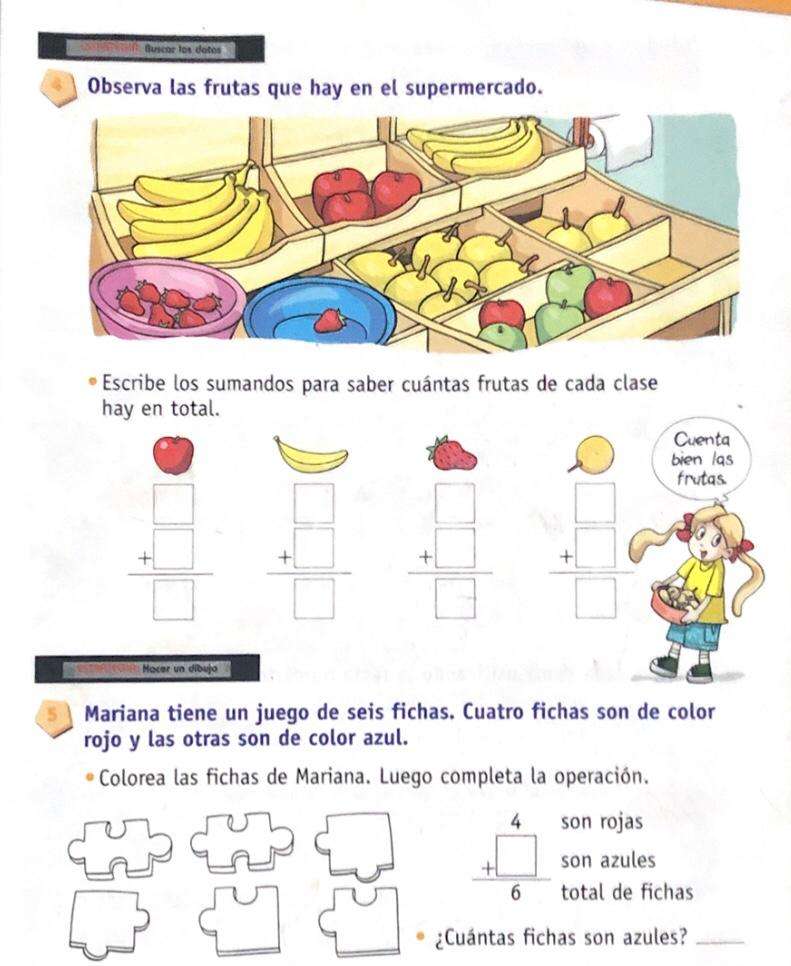 ESTRATEGIA: Buscar los datos
4 Observa las frutas que hay en el supermercado.
• Escribe los sumandos para saber cuántas frutas de cada clase
hay en total.
Cuenta
bien las
frutas.
+ + + +
ESTRATEGIA: Hacer un dibujo
5 Mariana tiene un juego de seis fichas. Cuatro fichas son de color
rojo y las otras son de color azul.
• Colorea las fichas de Mariana. Luego completa la operación.
4 son rojas
+ son azules
6 total de fichas
• ¿Cuántas fichas son azules? ____